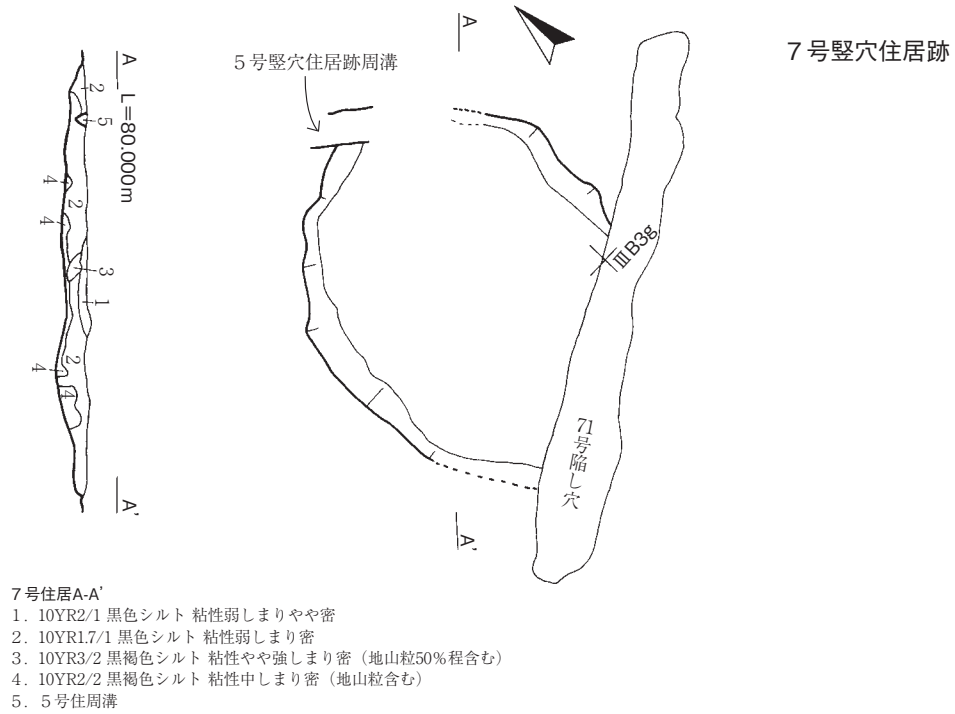 7号竪穴住居跡
A
5号竪穴住居跡周溝
A
L=80.000m
2
5
4
2
4
3
1
2
4
4
ⅢB3g
71号陥し穴
A'
A'
7号住居A-A'
1. 10YR2/1 黒色シルト 粘性弱しまりやや密
2. 10YR1.7/1 黒色シルト 粘性弱しまり密
3. 10YR3/2 黒褐色シルト 粘性やや強しまり密（地山粒50%程含む）
4. 10YR2/2 黒褐色シルト 粘性中しまり密（地山粒含む）
5. 5号住周溝